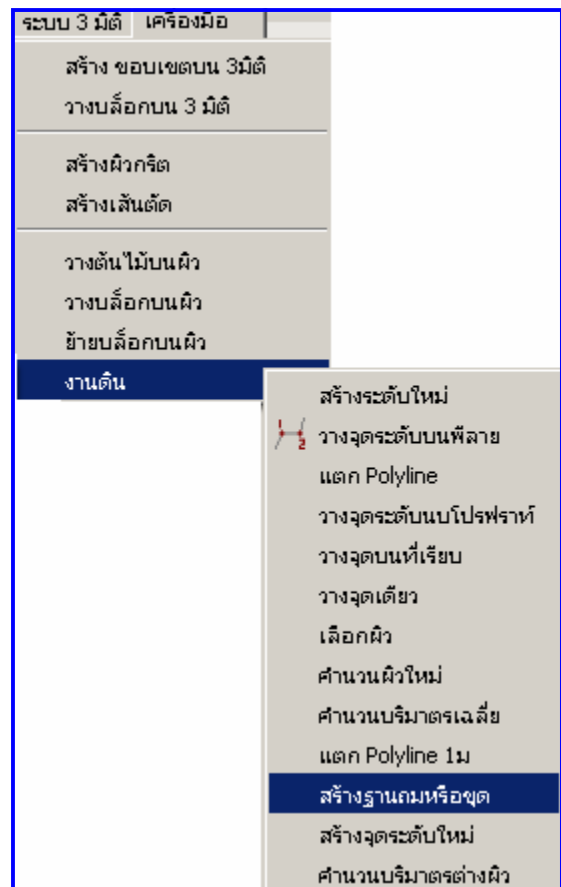 ระบบ 3 มิติ เครื่องมือ
สร้าง ขอบเขตบน 3มิติ
วางบล็อกบน 3 มิติ
สร้างผิวกริต
สร้างเส้นตัด
วางต้นไม้บนผิว
วางบล็อกบนผิว
ย้ายบล็อกบนผิว
งานดิน
สร้างระดับใหม่
วางจุดระดับบนพีลาย
แตก Polyline
วางจุดระดับนบโปรฟราท์
วางจุดบนที่เรียบ
วางจุดเดียว
เลือกผิว
คำนวนผิวใหม่
คำนวนบริมาตรเฉลี่ย
แตก Polyline 1ม
สร้างฐานถมหรือขุด
สร้างจุดระดับใหม่
คำนวนบริมาตรต่างผิว